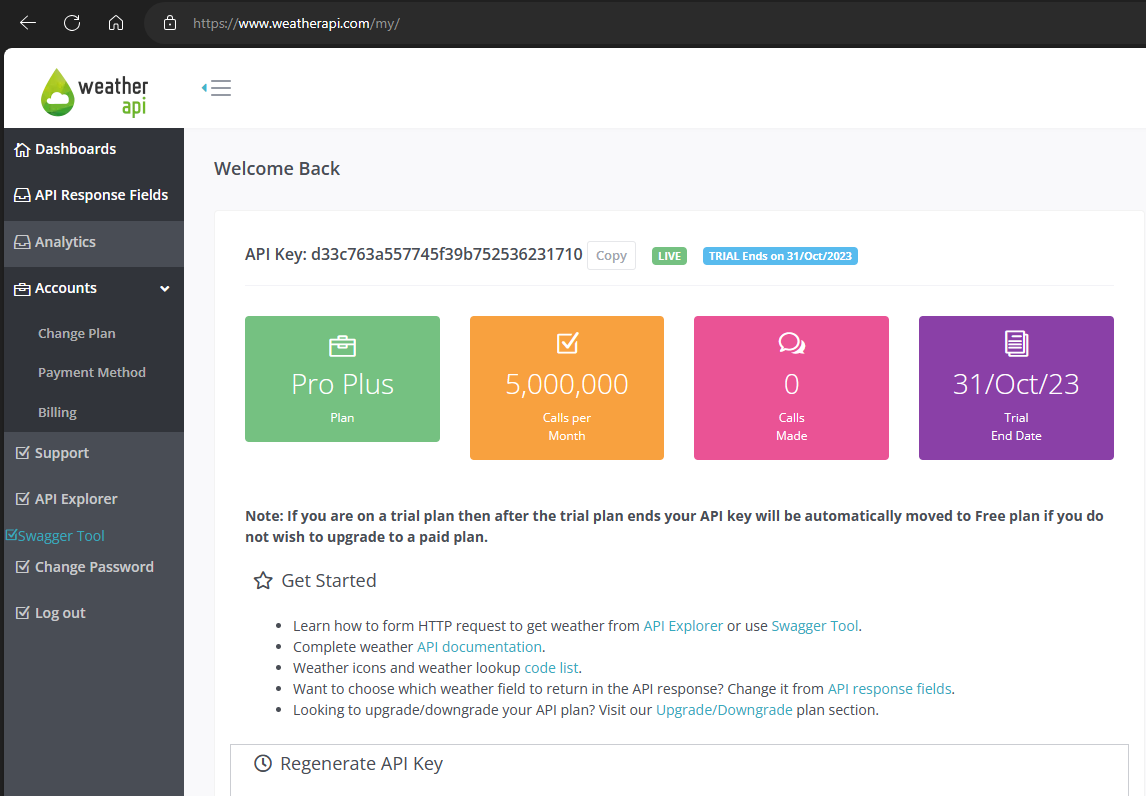 https://www.weatherapi.com/my/
weather
api
Dashboards
API Response Fields
Analytics
Accounts
Change Plan
Payment Method
Billing
Support
API Explorer
Swagger Tool
Change Password
Log out
Welcome Back
API Key: d33c763a557745f39b752536231710 Copy LIVE TRIAL Ends on 31/Oct/2023
Pro Plus
Plan
5,000,000
Calls per
Month
0
Calls
Made
31/Oct/23
Trial
End Date
Note: If you are on a trial plan then after the trial plan ends your API key will be automatically moved to Free plan if you do
not wish to upgrade to a paid plan.
Get Started
Learn how to form HTTP request to get weather from API Explorer or use Swagger Tool.
Complete weather API documentation.
Weather icons and weather lookup code list.
Want to choose which weather field to return in the API response? Change it from API response fields.
Looking to upgrade/downgrade your API plan? Visit our Upgrade/Downgrade plan section.
Regenerate API Key